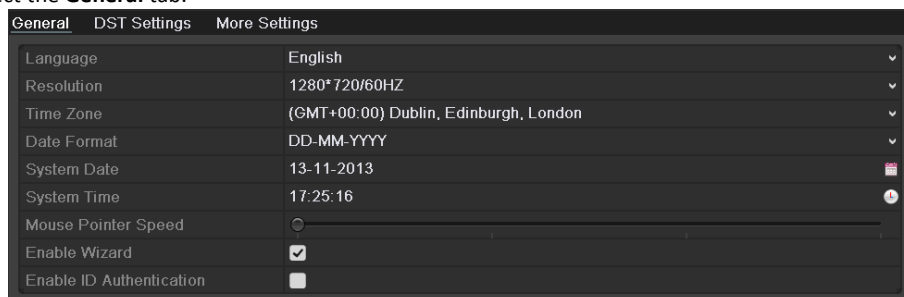 General tab.
General DST Settings More Settings
Language English
Resolution 1280*720/60HZ
Time Zone (GMT+00:00) Dublin, Edinburgh, London
Date Format DD-MM-YYYY
System Date 13-11-2013
System Time 17:25:16
Mouse Pointer Speed
Enable Wizard
Enable ID Authentication